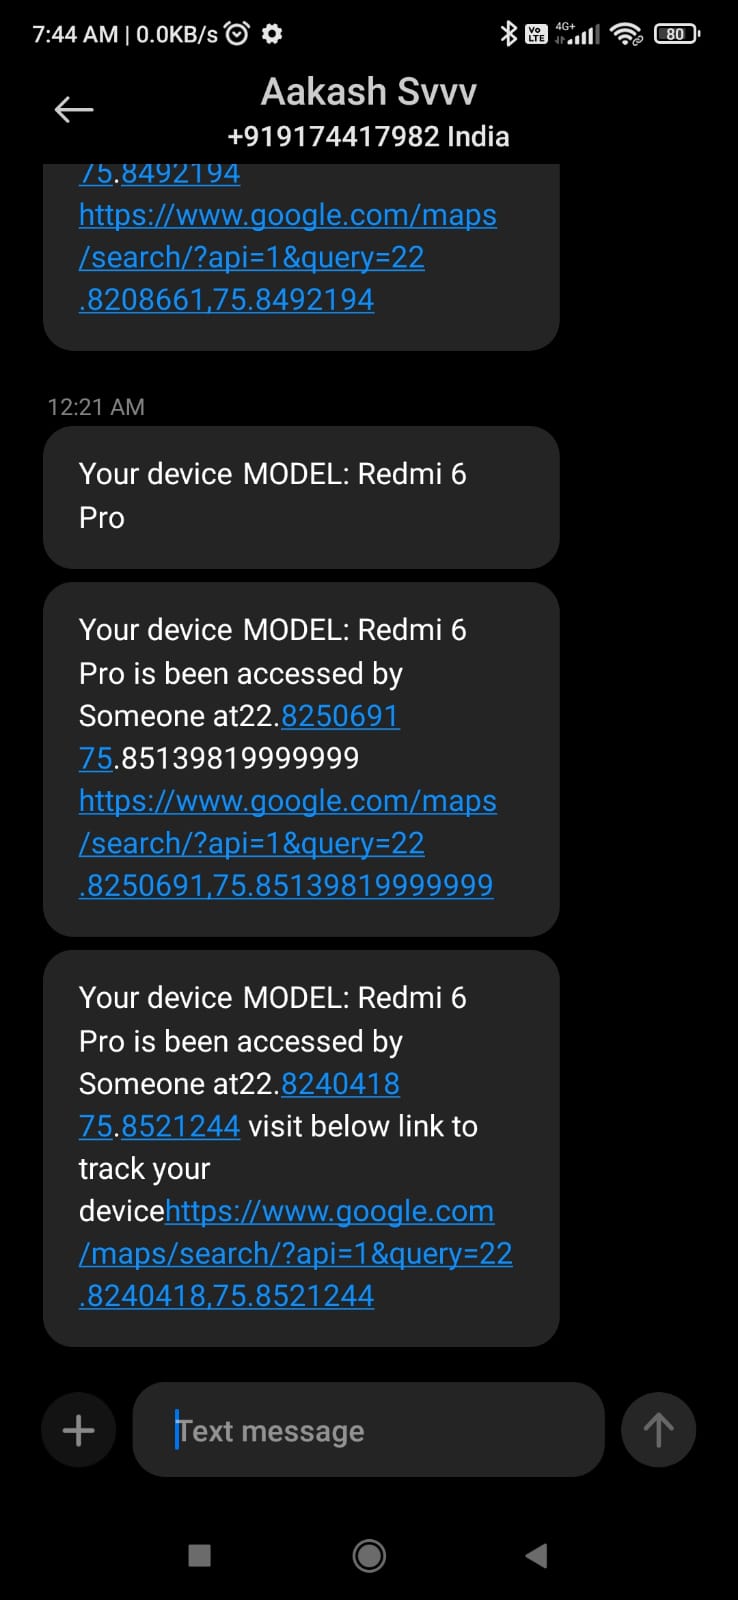 7:44 AM | 0.0KB/s
Vo LTE
4G+
80
Aakash Svvv
+919174417982 India
75.8492194
https://www.google.com/maps
/search/?api=1&query=22
.8208661,75.8492194
12:21 AM
Your device MODEL: Redmi 6
Pro
Your device MODEL: Redmi 6
Pro is been accessed by
Someone at22.8250691
75.85139819999999
https://www.google.com/maps
/search/?api=1&query=22
.8250691,75.85139819999999
Your device MODEL: Redmi 6
Pro is been accessed by
Someone at22.8240418
75.8521244 visit below link to
track your
devicehttps://www.google.com
/maps/search/?api=1&query=22
.8240418,75.8521244
Text message